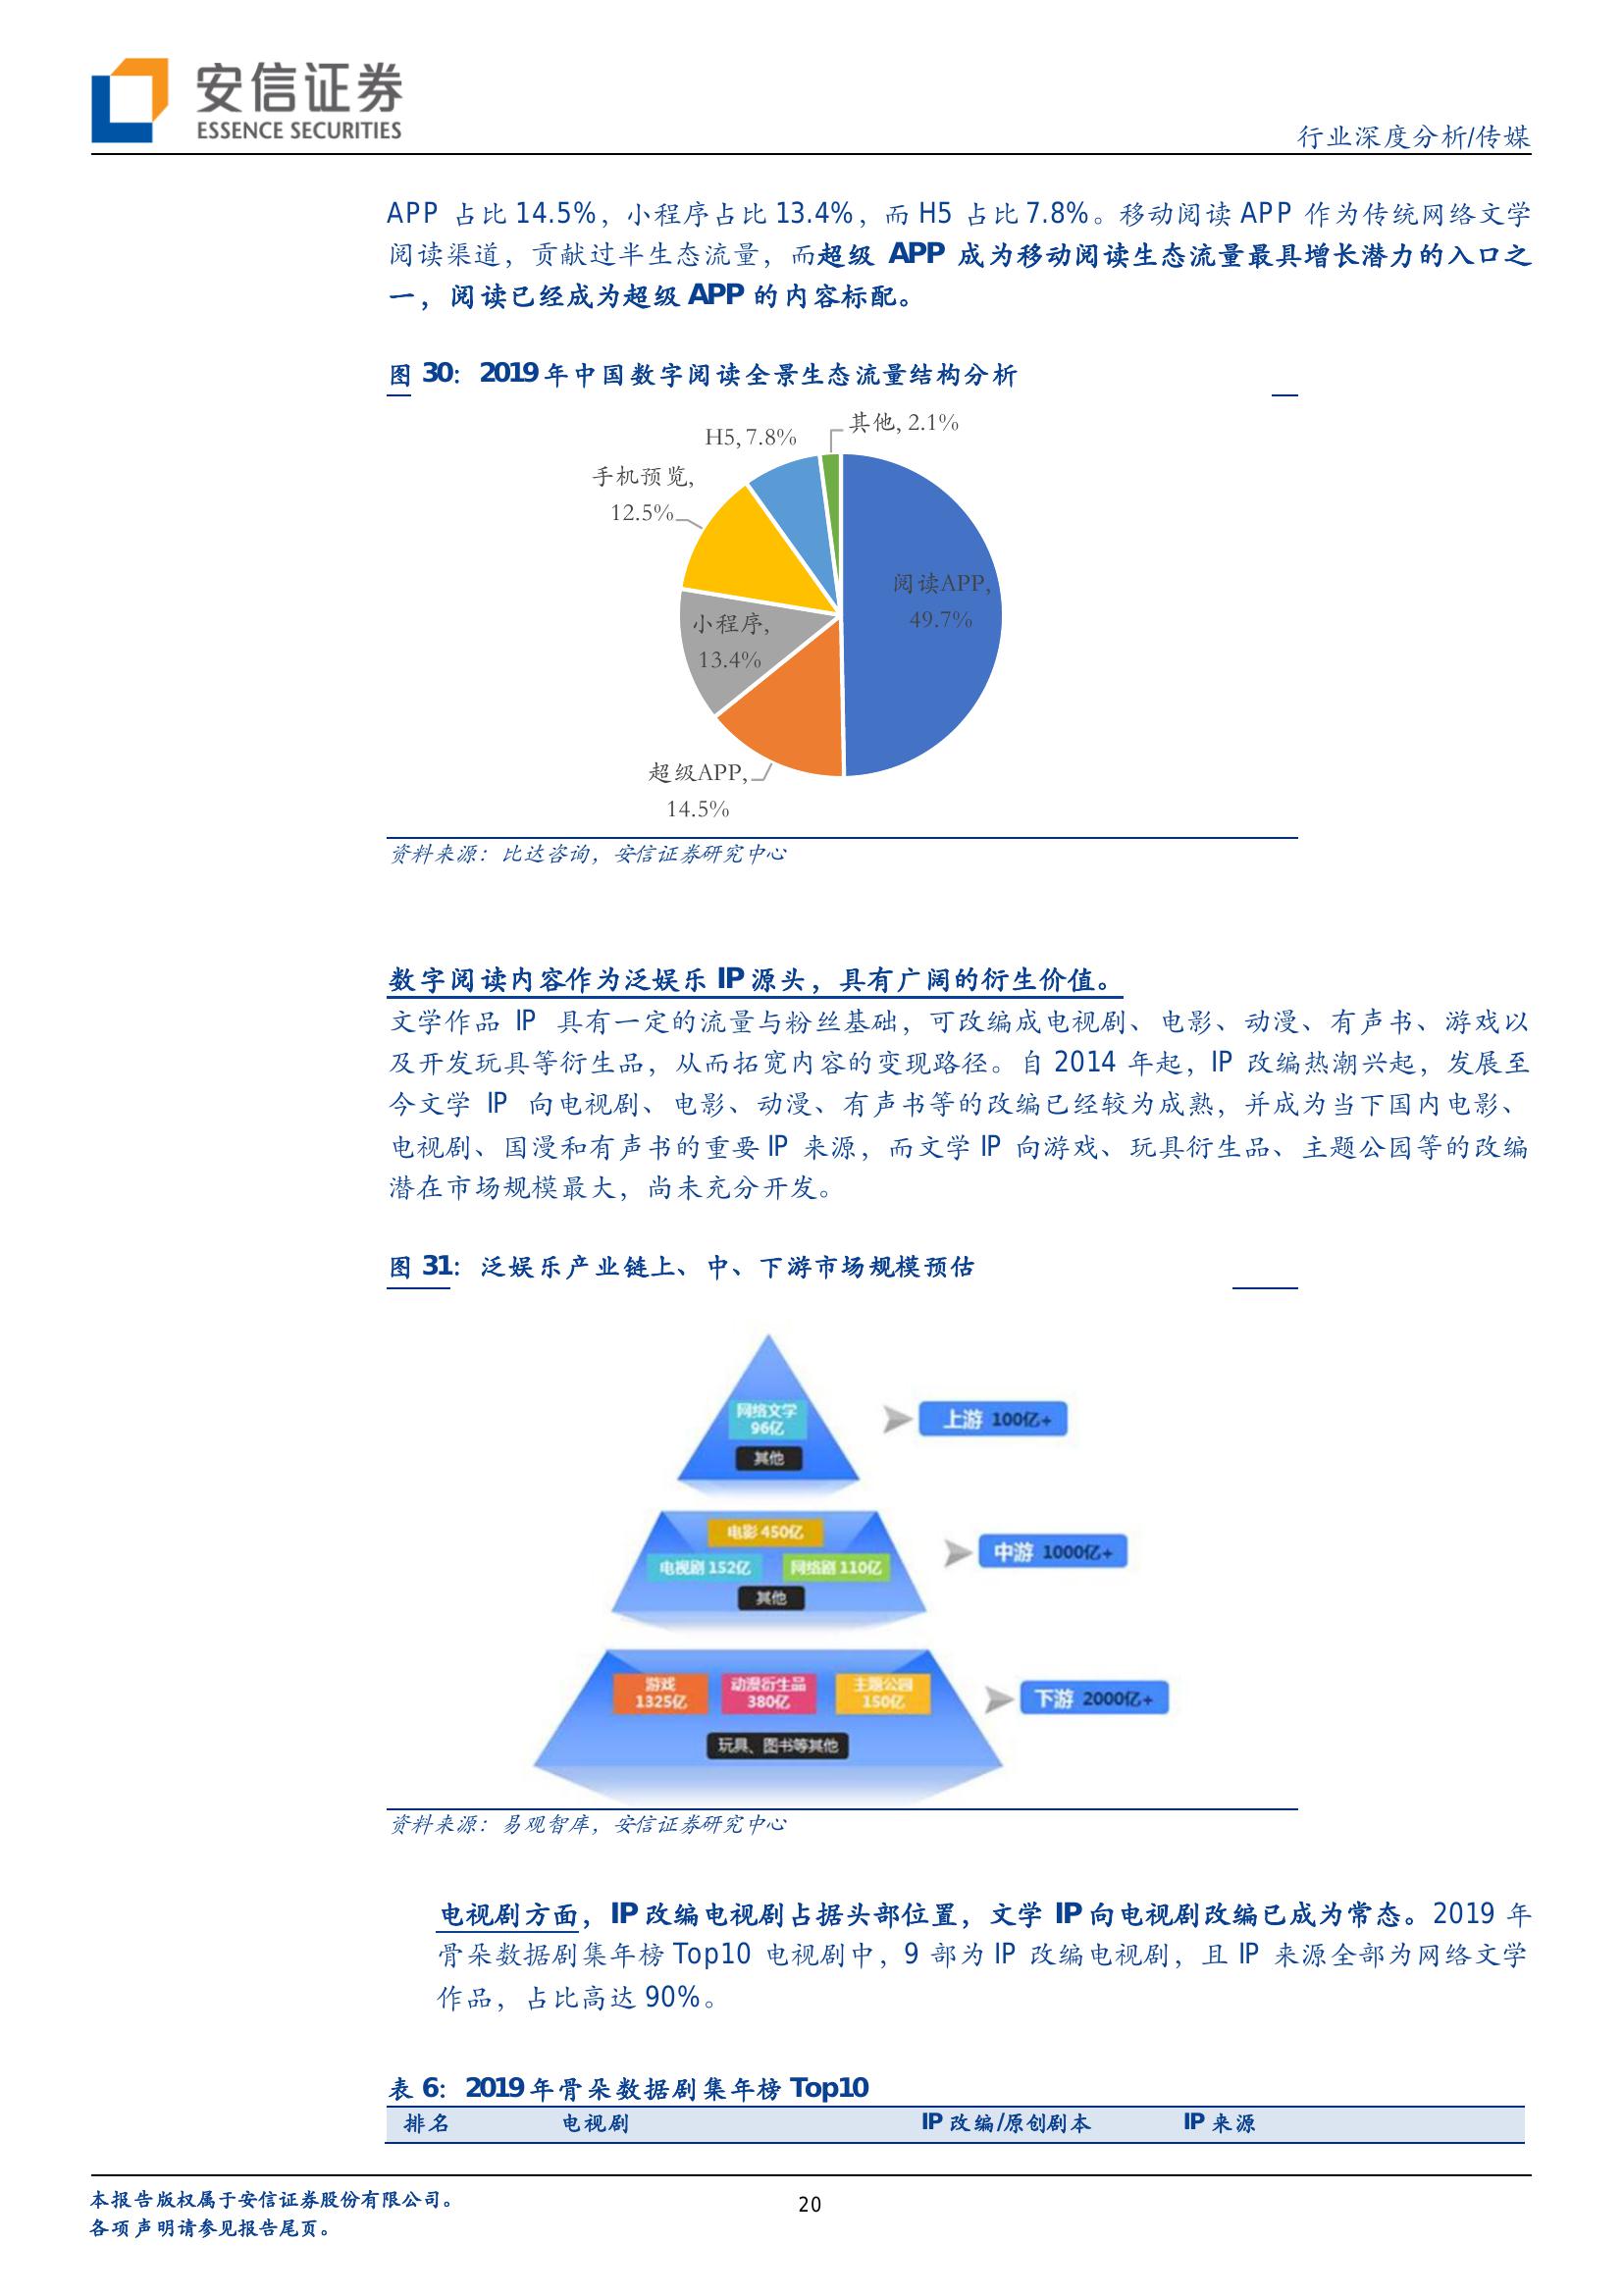 安信证券
ESSENCE SECURITIES
行业深度分析/传媒
APP 占比 14.5%，小程序占比 13.4%，而 H5 占比 7.8%。移动阅读 APP 作为传统网络文学
阅读渠道，贡献过半生态流量，而超级 APP 成为移动阅读生态流量最具增长潜力的入口之
一，阅读已经成为超级 APP 的内容标配。
图 30：2019 年中国数字阅读全景生态流量结构分析
其他, 2.1%
H5, 7.8%
手机预览,
12.5%
阅读APP,
49.7%
小程序,
13.4%
超级APP,
14.5%
资料来源：比达咨询，安信证券研究中心
数字阅读内容作为泛娱乐 IP 源头，具有广阔的衍生价值。
文学作品 IP 具有一定的流量与粉丝基础，可改编成电视剧、电影、动漫、有声书、游戏以
及开发玩具等衍生品，从而拓宽内容的变现路径。自 2014 年起，IP 改编热潮兴起，发展至
今文学 IP 向电视剧、电影、动漫、有声书等的改编已经较为成熟，并成为当下国内电影、
电视剧、国漫和有声书的重要 IP 来源，而文学 IP 向游戏、玩具衍生品、主题公园等的改编
潜在市场规模最大，尚未充分开发。
图 31：泛娱乐产业链上、中、下游市场规模预估
网络文学
96亿
其他
上游 100亿+
电影 450亿
电视剧 152亿 网络剧 110亿
其他
中游 1000亿+
游戏
1325亿
动漫衍生品
380亿
主题公园
150亿
玩具、图书等其他
下游 2000亿+
资料来源：易观智库，安信证券研究中心
电视剧方面，IP 改编电视剧占据头部位置，文学 IP 向电视剧改编已成为常态。2019 年
骨朵数据剧集年榜 Top10 电视剧中，9 部为 IP 改编电视剧，且 IP 来源全部为网络文学
作品，占比高达 90%。
表 6：2019 年骨朵数据剧集年榜 Top10
排名 电视剧 IP 改编/原创剧本 IP 来源
本报告版权属于安信证券股份有限公司。
各项声明请参见报告尾页。
20